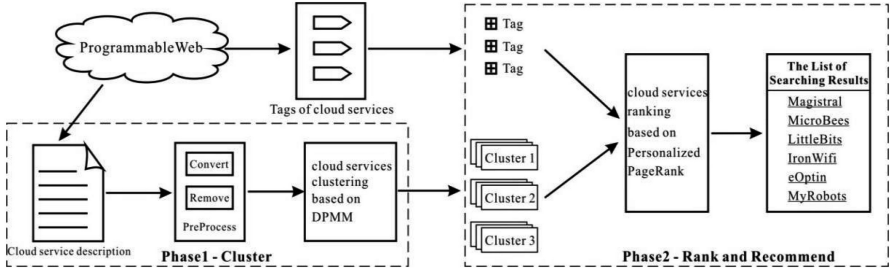 ProgrammableWeb
Tags of cloud services
Cloud service description
Convert
Remove
PreProcess
cloud services
clustering
based on
DPMM
Phase1 - Cluster
Tag
Tag
Tag
Cluster 1
Cluster 2
Cluster 3
cloud services
ranking
based on
Personalized
PageRank
The List of
Searching Results
Magistral
MicroBees
LittleBits
IronWifi
eOptin
MyRobots
Phase2 - Rank and Recommend